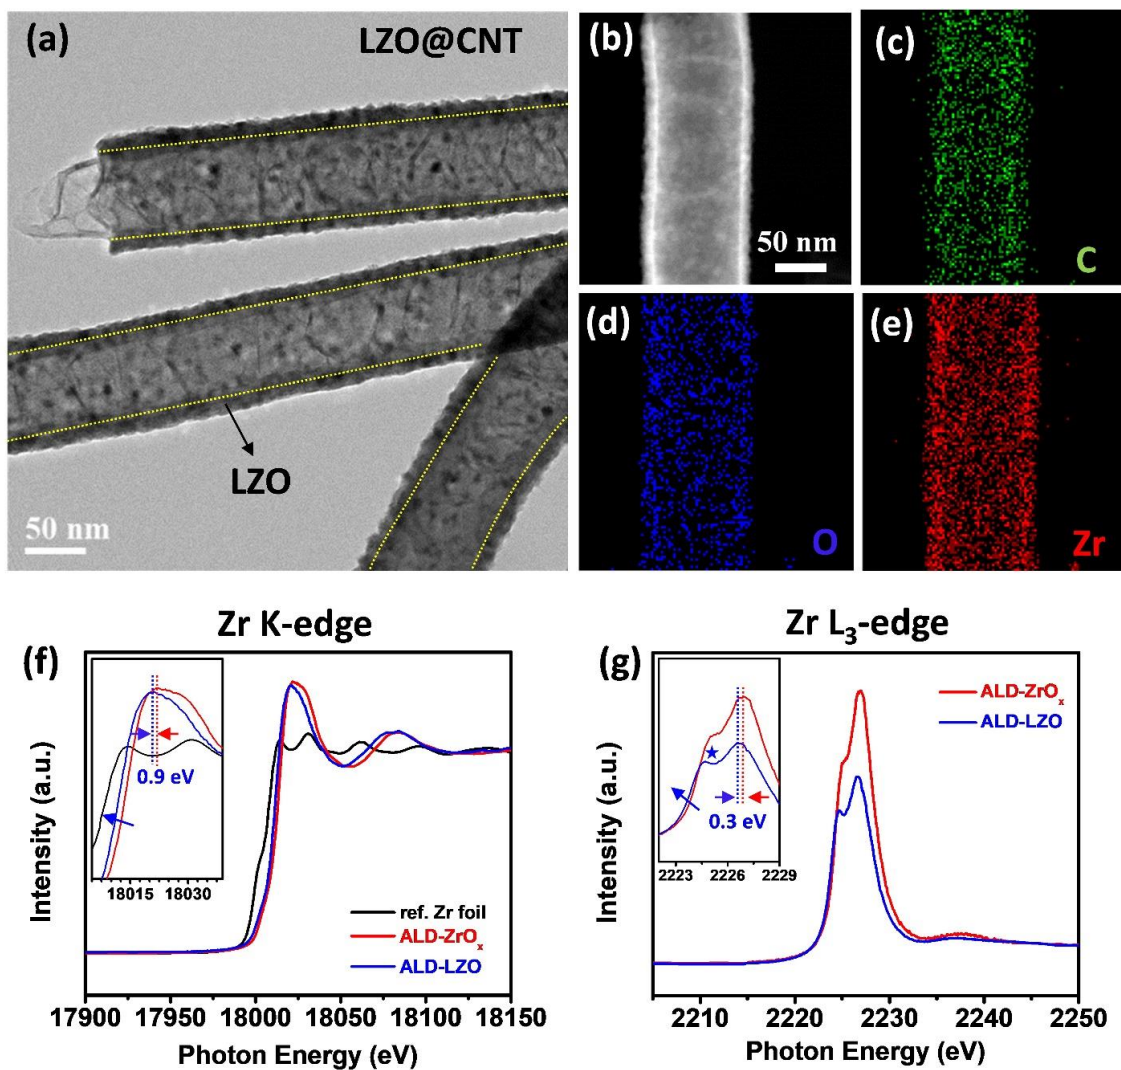 (a)
LZO@CNT
LZO
50 nm
(b)
50 nm
(c)
C
(d)
O
(e)
Zr
Zr K-edge
(f)
0.9 eV
18015 18030
ref. Zr foil
ALD-ZrOₓ
ALD-LZO
Intensity (a.u.)
17900 17950 18000 18050 18100 18150
Photon Energy (eV)
Zr L₃-edge
(g)
0.3 eV
2223 2226 2229
ALD-ZrOₓ
ALD-LZO
Intensity (a.u.)
2210 2220 2230 2240 2250
Photon Energy (eV)